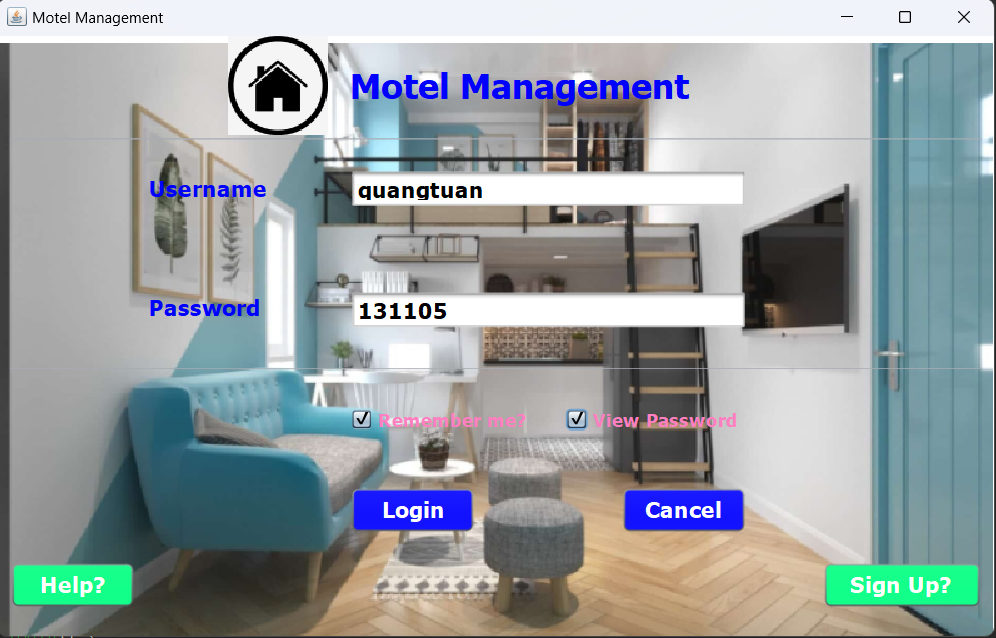 Motel Management
Motel Management
Username
quangtuan
Password
131105
Remember me?
View Password
Login
Cancel
Help?
Sign Up?